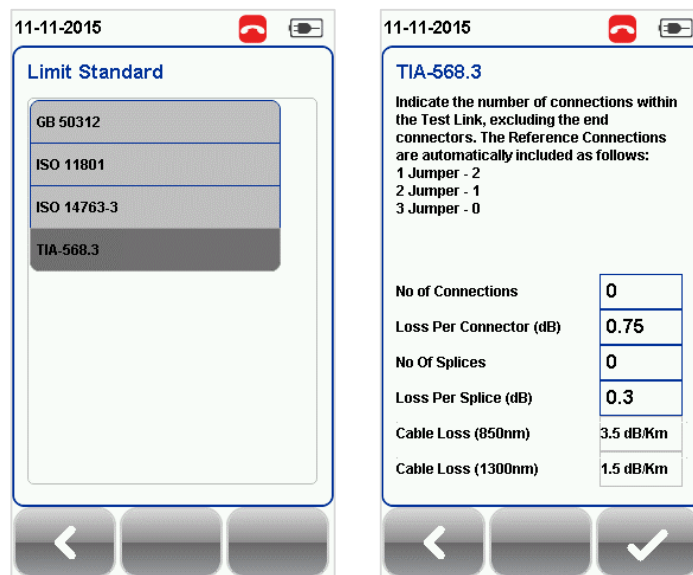 11-11-2015
Limit Standard
GB 50312
ISO 11801
ISO 14763-3
TIA-568.3
11-11-2015
TIA-568.3
Indicate the number of connections within
the Test Link, excluding the end
connectors. The Reference Connections
are automatically included as follows:
1 Jumper - 2
2 Jumper - 1
3 Jumper - 0
No of Connections 0
Loss Per Connector (dB) 0.75
No Of Splices 0
Loss Per Splice (dB) 0.3
Cable Loss (850nm) 3.5 dB/Km
Cable Loss (1300nm) 1.5 dB/Km